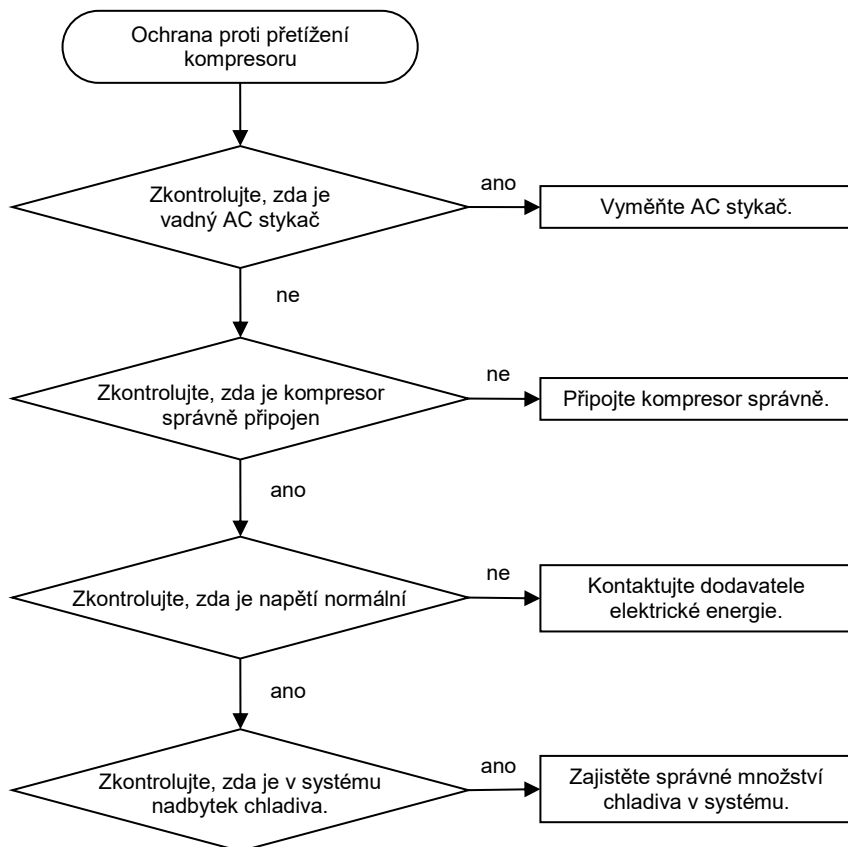 Ochrana proti přetížení
kompresoru
Zkontrolujte, zda je
vadný AC stykač
ano
Vyměňte AC stykač.
ne
Zkontrolujte, zda je kompresor
správně připojen
ne
Připojte kompresor správně.
ano
Zkontrolujte, zda je napětí normální
ne
Kontaktujte dodavatele
elektrické energie.
ano
Zkontrolujte, zda je v systému
nadbytek chladiva.
ano
Zajistěte správné množství
chladiva v systému.